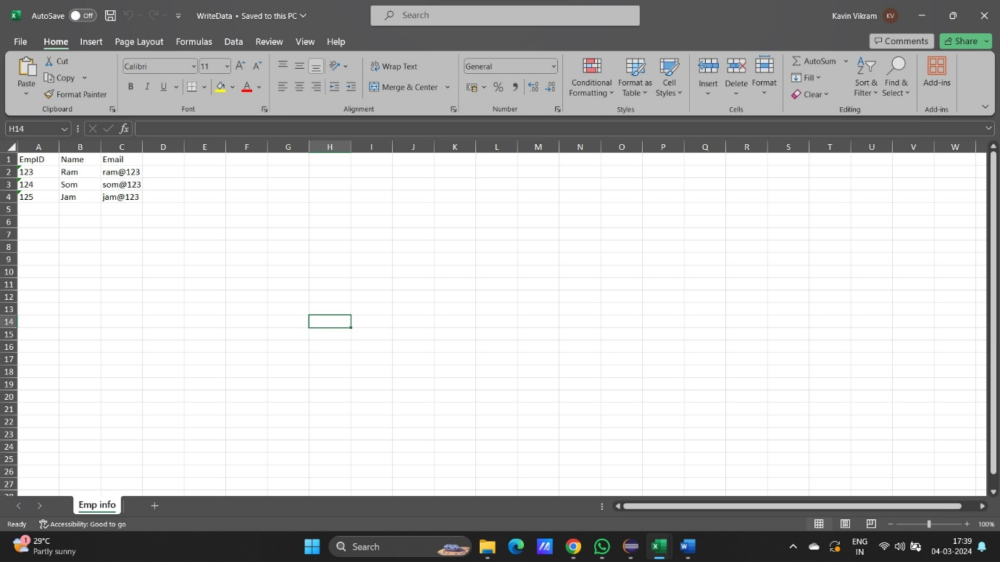 AutoSave Off WriteData • Saved to this PC Search Kavin Vikram KV
File Home Insert Page Layout Formulas Data Review View Help Comments Share
Paste Cut Copy Format Painter Clipboard
Calibri 11 A A B I U A Font
ab Wrap Text Merge & Center Alignment
General % 9 Number
Conditional Formatting Format as Table Cell Styles Styles
Insert Delete Format Cells
AutoSum Fill Clear Sort & Filter Find & Select Editing
Add-ins Add-ins
H14 fx
A B C D E F G H I J K L M N O P Q R S T U V W
1 EmpID Name Email
2 123 Ram ram@123
3 124 Som som@123
4 125 Jam jam@123
5
6
7
8
9
10
11
12
13
14
15
16
17
18
19
20
21
22
23
24
25
26
27
Emp info
Ready Accessibility: Good to go 100%
1 29°C Search ENG 17:39
Partly sunny IN 04-03-2024